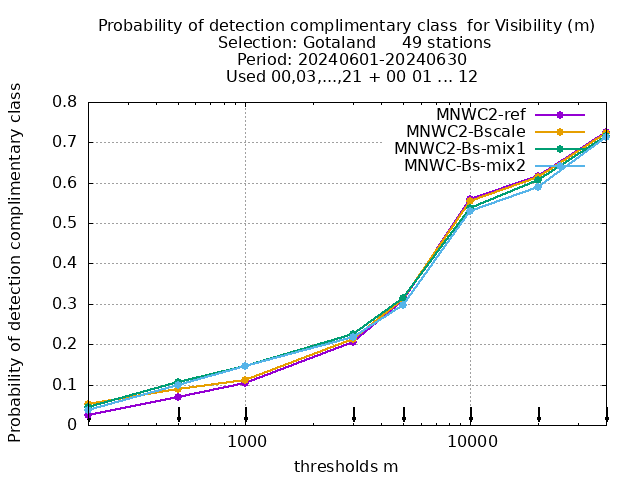 Probability of detection complimentary class  for Visibility (m)
Selection: Gotaland     49 stations
Period: 20240601-20240630
Used 00,03,...,21 + 00 01 ... 12
Probability of detection complimentary class
0.8
0.7
0.6
0.5
0.4
0.3
0.2
0.1
0
MNWC2-ref
MNWC2-Bscale
MNWC2-Bs-mix1
MNWC-Bs-mix2
1000
10000
thresholds m